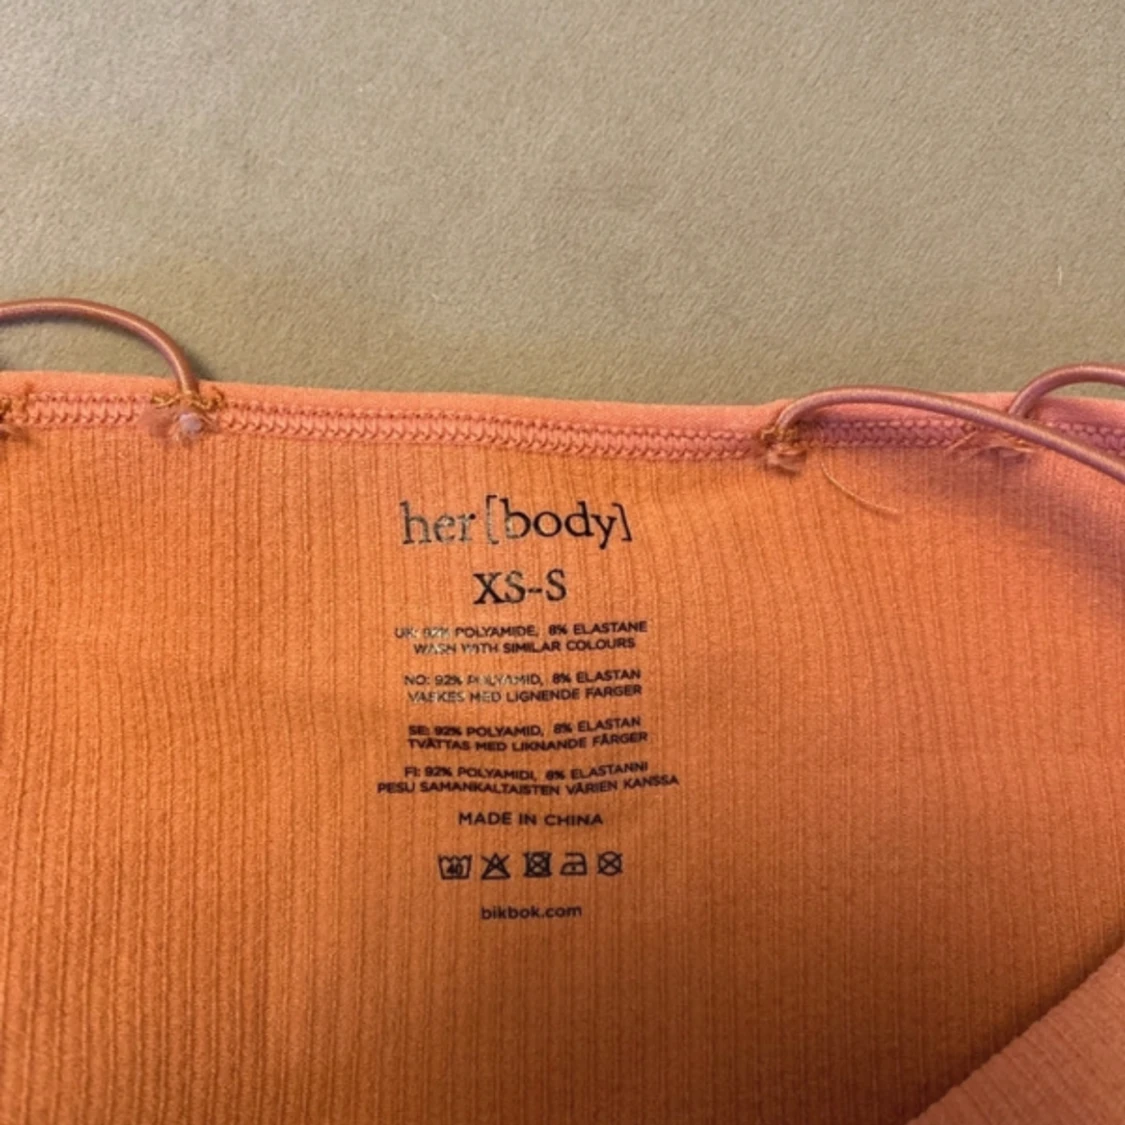 her[body]
XS-S
UK: 92% POLYAMIDE, 8% ELASTANE
WASH WITH SIMILAR COLOURS
NO: 92% POLYAMID, 8% ELASTAN
VASKES MED LIGNENDE FARGER
SE: 92% POLYAMID, 8% ELASTAN
TVÄTTAS MED LIKNANDE FÄRGER
FI: 92% POLYAMIDI, 8% ELASTANNI
PESU SAMANKALTAISTEN VÄRIEN KANSSA
MADE IN CHINA
40
bikbok.com